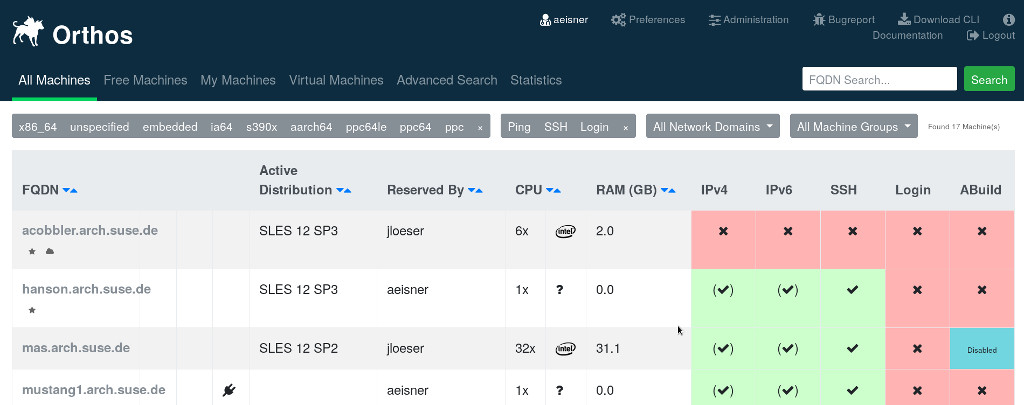 Orthos
aeisner Preferences Administration Bugreport Download CLI
Documentation Logout
All Machines Free Machines My Machines Virtual Machines Advanced Search Statistics
FQDN Search... Search
x86_64 unspecified embedded ia64 s390x aarch64 ppc64le ppc64 ppc × Ping SSH Login × All Network Domains All Machine Groups Found 17 Machine(s)
FQDN Active Distribution Reserved By CPU RAM (GB) IPv4 IPv6 SSH Login ABuild
acobbler.arch.suse.de SLES 12 SP3 jloeser 6x intel 2.0 ✖ ✖ ✖ ✖ ✖
hanson.arch.suse.de SLES 12 SP3 aeisner 1x ? 0.0 (✔) (✔) ✔ ✖ ✖
mas.arch.suse.de SLES 12 SP2 jloeser 32x intel 31.1 (✔) (✔) ✔ ✖ Disabled
mustang1.arch.suse.de aeisner 1x ? 0.0 (✔) (✔) ✔ ✖ ✖